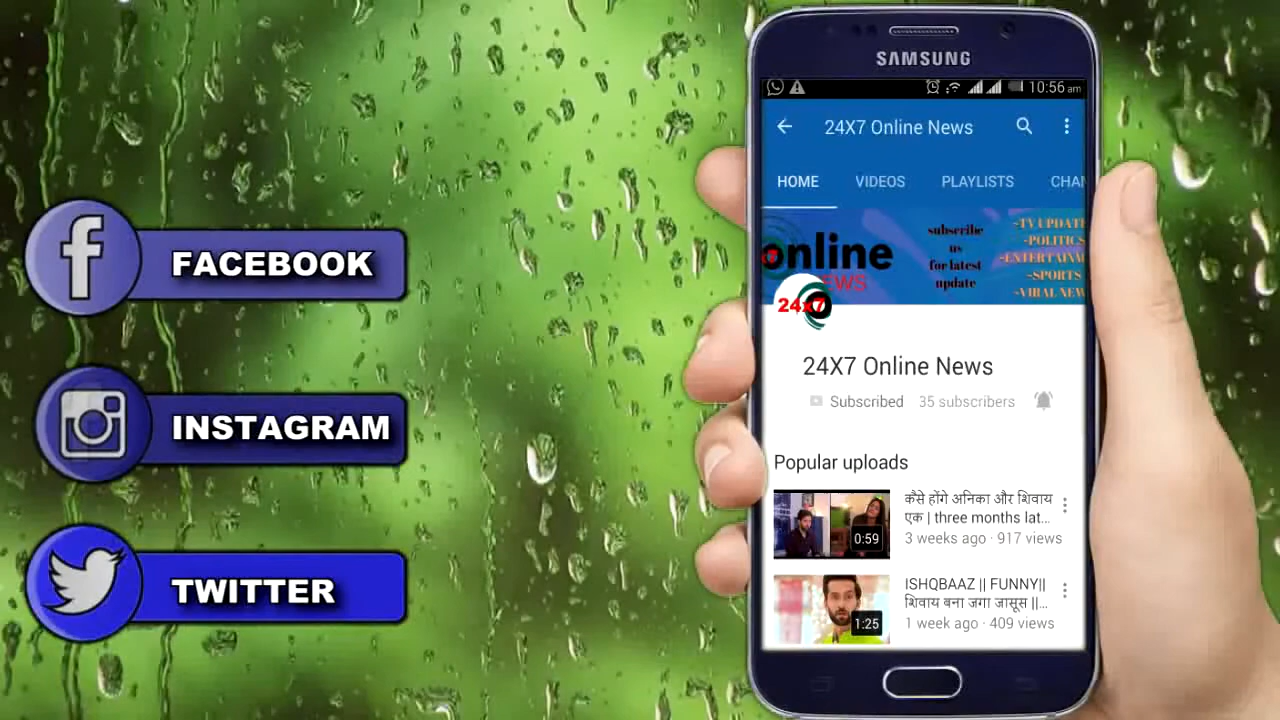 FACEBOOK
INSTAGRAM
TWITTER
SAMSUNG
10:56 am
24X7 Online News
HOME VIDEOS PLAYLISTS CHAN
online
NEWS
subscribe
us
for latest
update
-TV UPDATE
-POLITICS
-ENTERTAINM
-SPORTS
-VIRAL NEW
24x7
24X7 Online News
Subscribed 35 subscribers
Popular uploads
कैसे होंगे अनिका और शिवाय
एक | three months lat...
3 weeks ago · 917 views
0:59
ISHQBAAZ || FUNNY||
शिवाय बना जगा जासूस ||...
1 week ago · 409 views
1:25